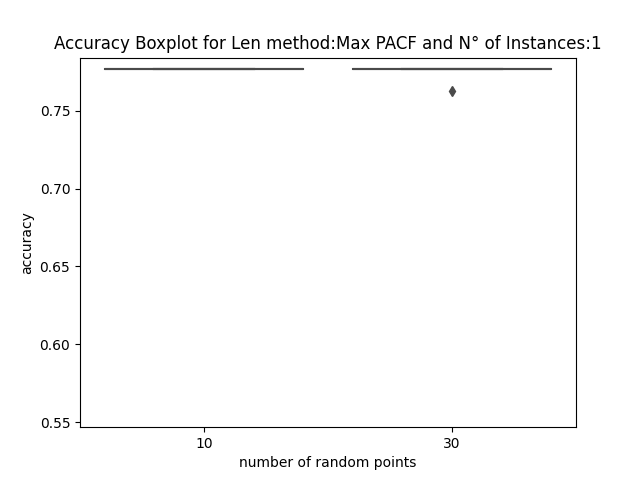 Accuracy Boxplot for Len method:Max PACF and N° of Instances:1
accuracy
0.75
0.70
0.65
0.60
0.55
10
30
number of random points